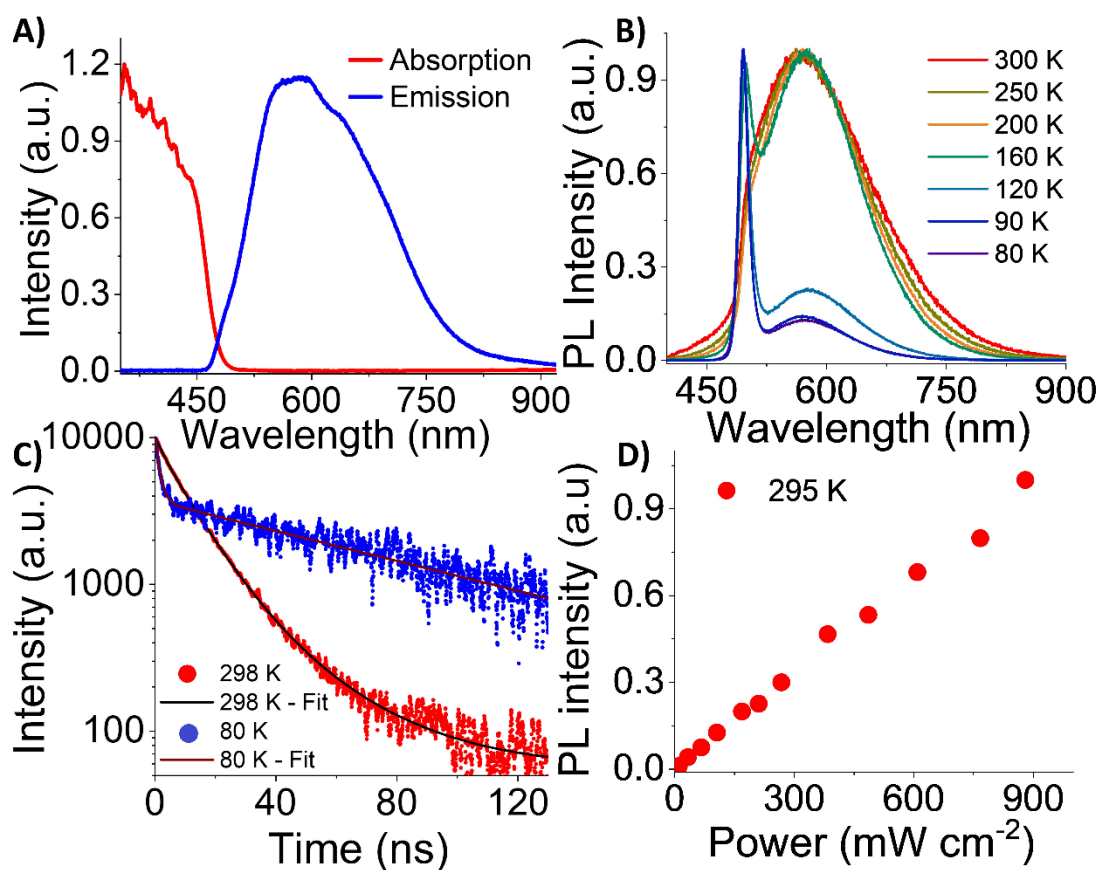 A)
Absorption
Emission
1.2
0.9
0.6
0.3
0.0
Intensity (a.u.)
450 600 750 900
Wavelength (nm)
B)
300 K
250 K
200 K
160 K
120 K
90 K
80 K
0.9
0.6
0.3
0.0
PL Intensity (a.u.)
450 600 750 900
Wavelength (nm)
C)
10000
1000
100
Intensity (a.u.)
298 K
298 K - Fit
80 K
80 K - Fit
0 40 80 120
Time (ns)
D)
295 K
0.9
0.6
0.3
0.0
PL intensity (a.u)
0 300 600 900
Power (mW cm⁻²)